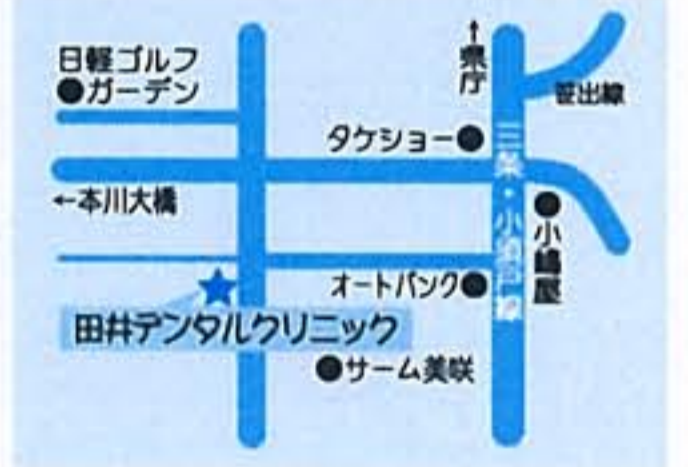 日軽ゴルフ
●ガーデン
↑県庁
笹出線
タケショー●
三条・小須戸線
←本川大橋
●小嶋屋
オートバンク●
田井デンタルクリニック
●サーム美咲